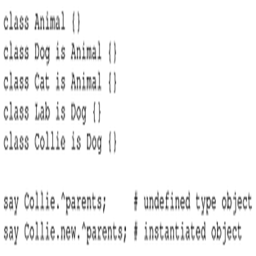 class Animal {}
class Dog is Animal {}
class Cat is Animal {}
class Lab is Dog {}
class Collie is Dog {}
say Collie.^parents; # undefined type object
say Collie.new.^parents; # instantiated object